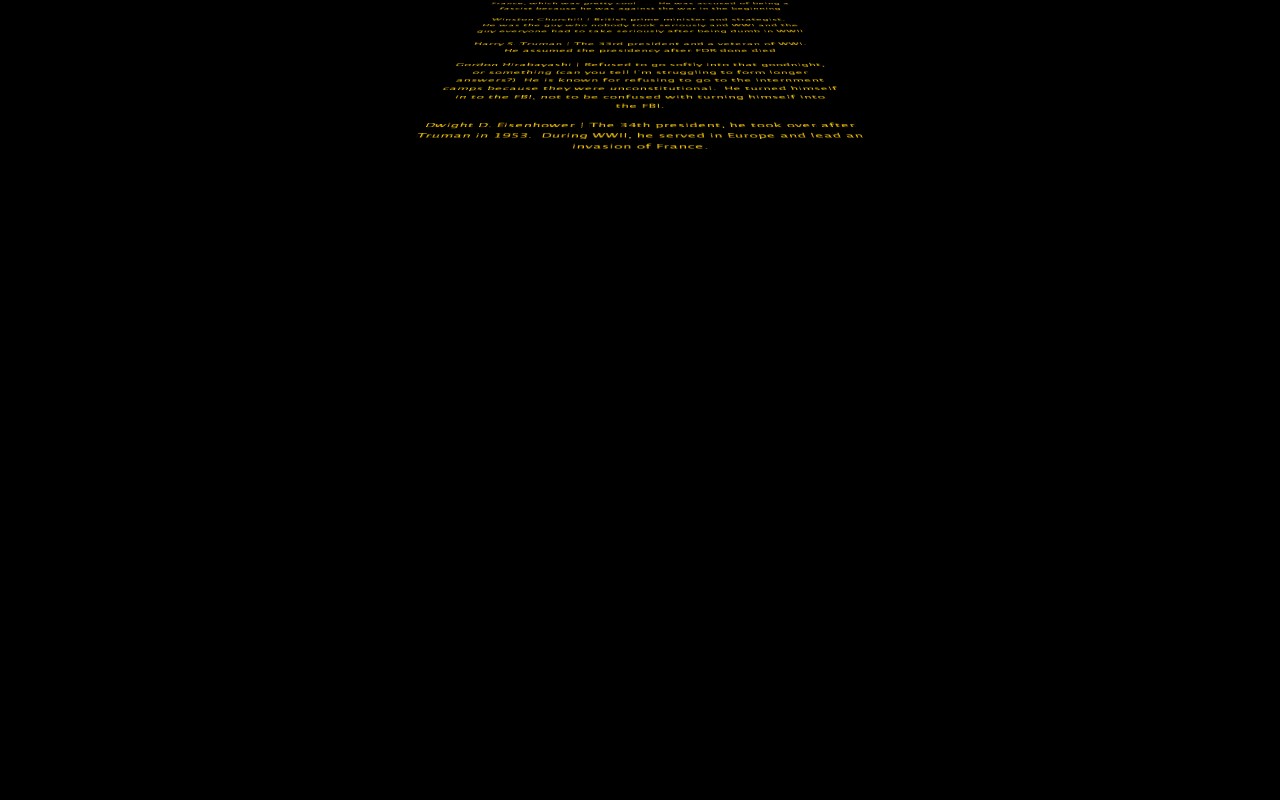 France, which was pretty cool He was accused of being a
fascist because he was against the war in the beginning.
Winston Churchill | British prime minister and strategist.
He was the guy who nobody took seriously and WWI and the
guy everyone had to take seriously after being dumb in WWII
Harry S. Truman | The 33rd president and a veteran of WWI.
He assumed the presidency after FDR done died
Gordon Hirabayashi | Refused to go softly into that goodnight,
or something (can you tell I'm struggling to form longer
answers?) He is known for refusing to go to the internment
camps because they were unconstitutional. He turned himself
in to the FBI, not to be confused with turning himself into
the FBI.
Dwight D. Eisenhower | The 34th president, he took over after
Truman in 1953. During WWII, he served in Europe and lead an
invasion of France.